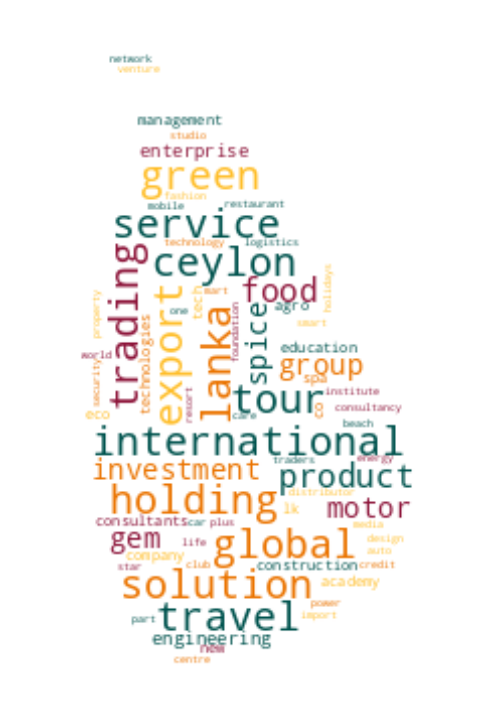 network
venture
management
studio
enterprise
green
fashion
mobile restaurant
service
technology logistics
ceylon
trading
export
tech
mart
food
holidays
property
one
lanka
foundation
spice
agro
smart
technologies
education
world
group
security
spa
resort
tour
institute
eco
care
co
consultancy
beach
international
traders energy
investment
product
holding
distributor
lk
motor
consultants car plus
media
gem
life
global
design
company
auto
star
club
construction credit
solution
academy
power
travel
part
import
engineering
new
centre